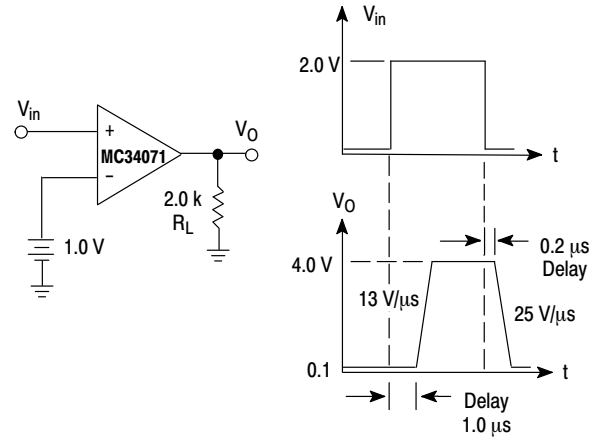 V_in
+
MC34071
−
V_O
2.0 k
R_L
1.0 V
V_in
2.0 V
t
V_O
4.0 V
13 V/μs
25 V/μs
0.2 μs
Delay
0.1
t
Delay
1.0 μs